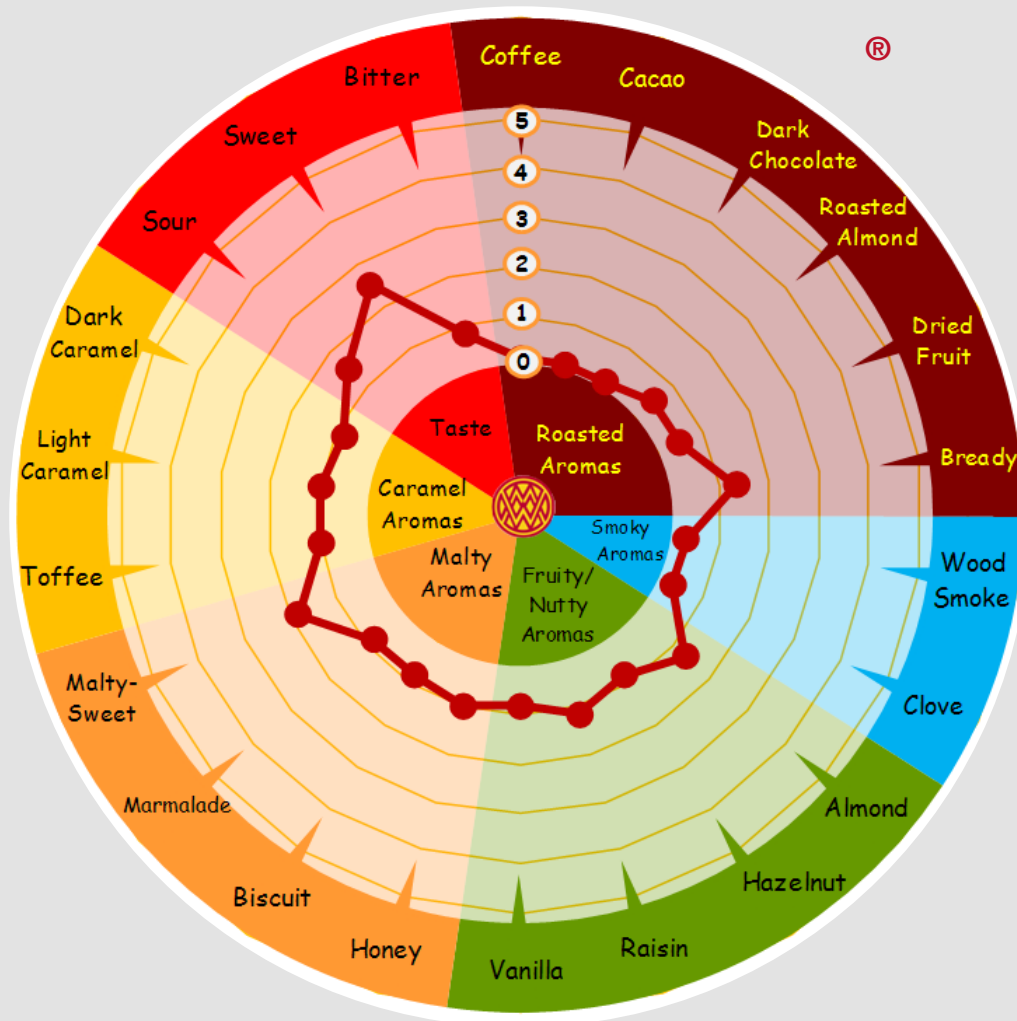 ®
Coffee
Cacao
Dark
Chocolate
Roasted
Almond
Dried
Fruit
Bready
Wood
Smoke
Clove
Almond
Hazelnut
Raisin
Vanilla
Honey
Biscuit
Marmalade
Malty-
Sweet
Toffee
Light
Caramel
Dark
Caramel
Sour
Sweet
Bitter
5
4
3
2
1
0
Taste
Roasted
Aromas
Caramel
Aromas
Smoky
Aromas
Malty
Aromas
Fruity/
Nutty
Aromas